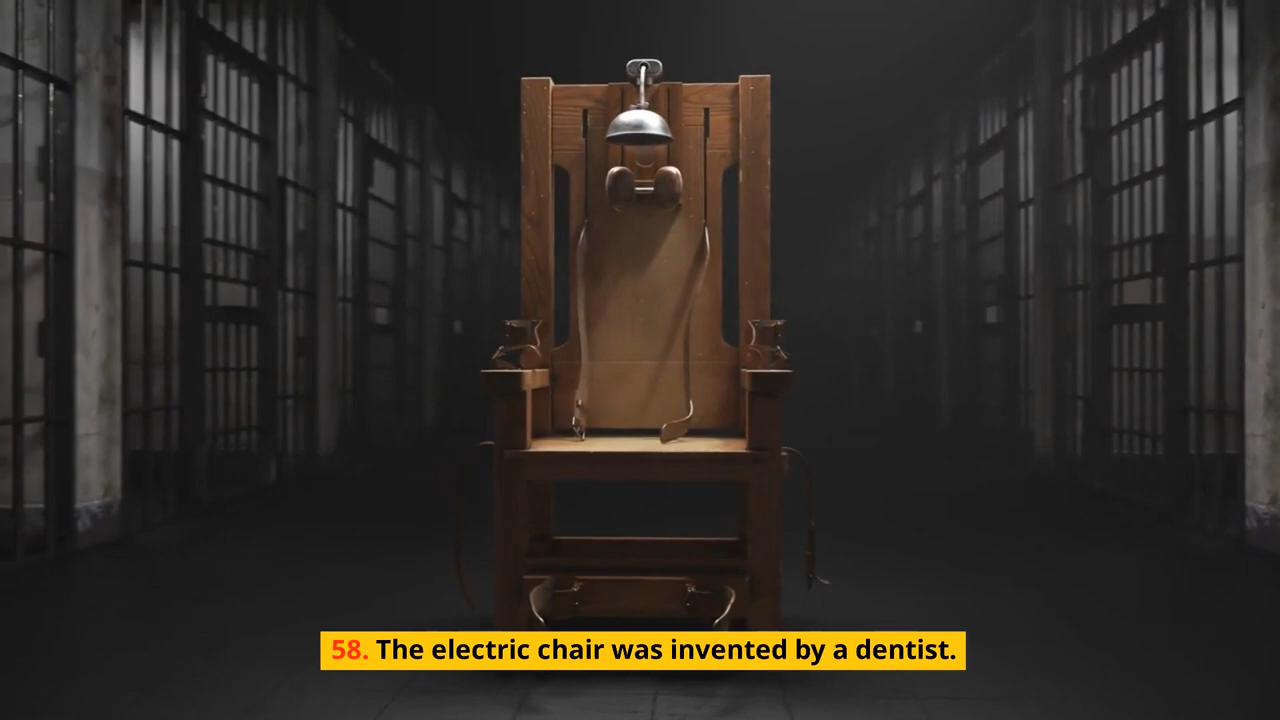 58. The electric chair was invented by a dentist.